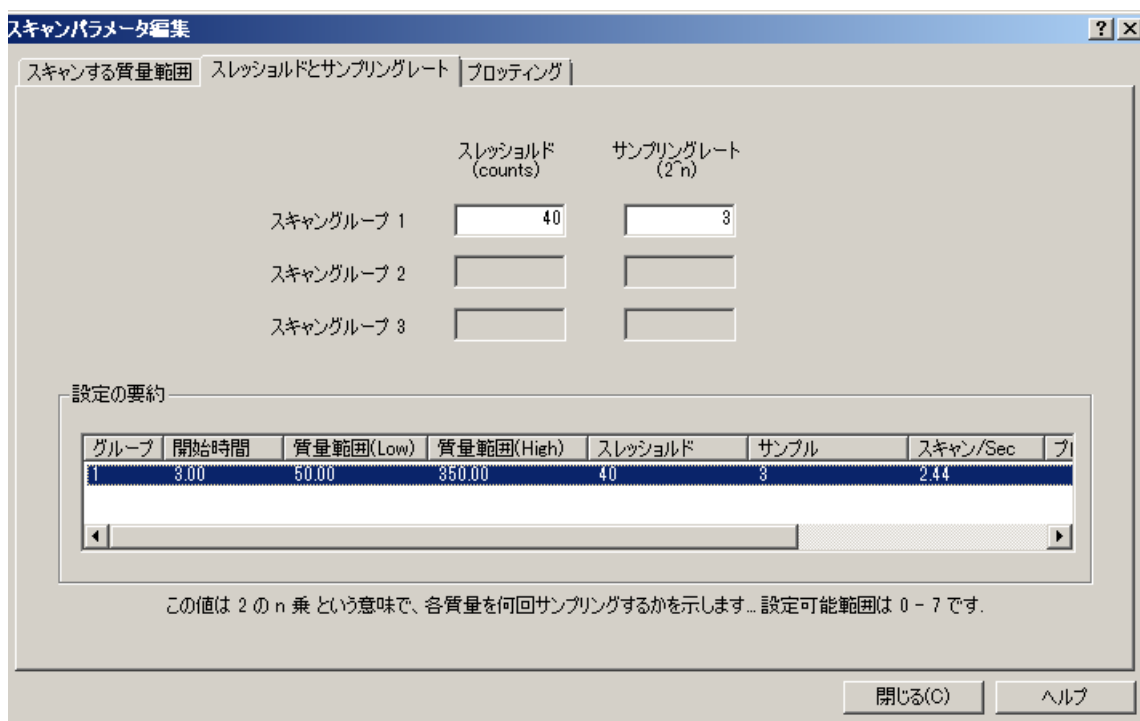 スキャンパラメータ編集
スキャンする質量範囲 スレッショルドとサンプリングレート プロッティング
スレッショルド サンプリングレート
(counts) (2^n)
スキャングループ 1 40 3
スキャングループ 2
スキャングループ 3
設定の要約
グループ 開始時間 質量範囲(Low) 質量範囲(High) スレッショルド サンプル スキャン/Sec
1 3.00 50.00 350.00 40 3 2.44
この値は 2 の n 乗 という意味で、各質量を何回サンプリングするかを示します... 設定可能範囲は 0 - 7 です.
閉じる(C) ヘルプ